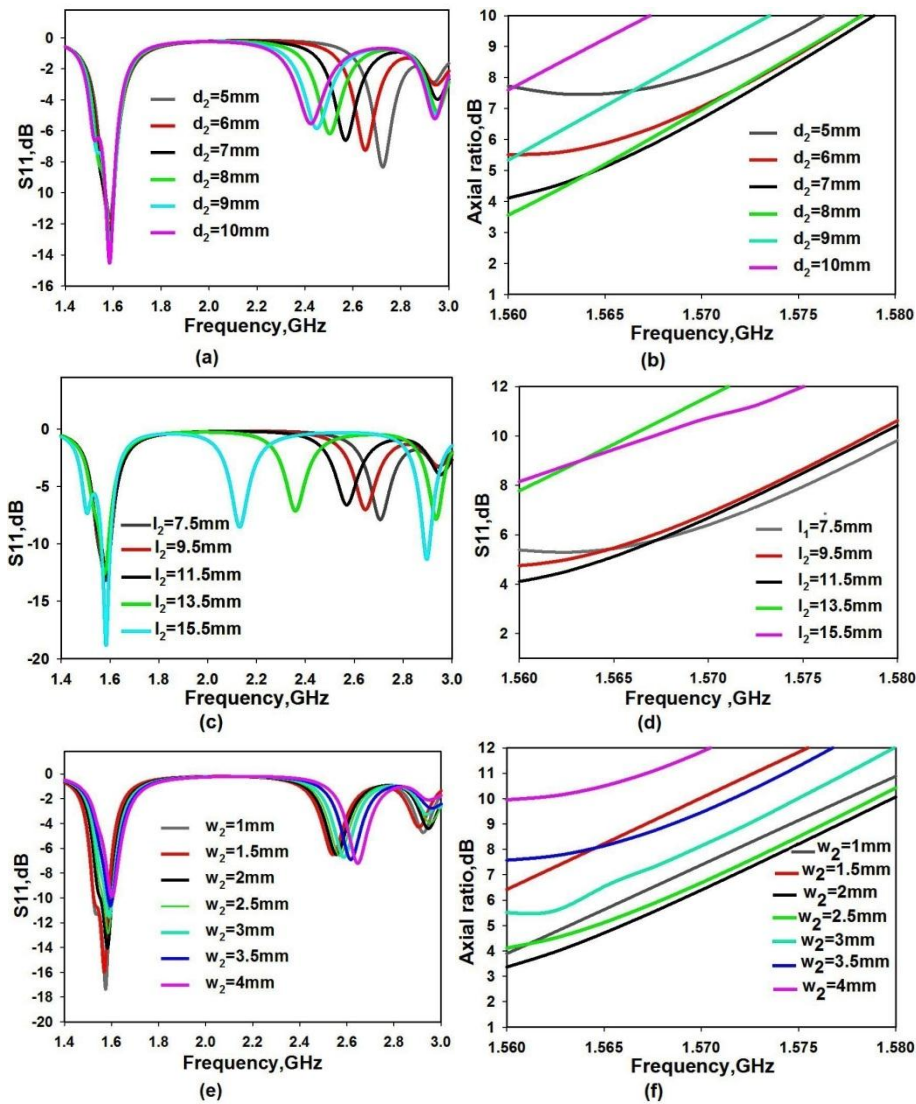 0
-2
-4
-6
-8
-10
-12
-14
-16
S11,dB
d2=5mm
d2=6mm
d2=7mm
d2=8mm
d2=9mm
d2=10mm
1.4 1.6 1.8 2.0 2.2 2.4 2.6 2.8 3.0
Frequency,GHz
(a)
10
9
8
7
6
5
4
3
2
1
Axial ratio,dB
d2=5mm
d2=6mm
d2=7mm
d2=8mm
d2=9mm
d2=10mm
1.560 1.565 1.570 1.575 1.580
Frequency,GHz
(b)
0
-5
-10
-15
-20
S11,dB
l2=7.5mm
l2=9.5mm
l2=11.5mm
l2=13.5mm
l2=15.5mm
1.4 1.6 1.8 2.0 2.2 2.4 2.6 2.8 3.0
Frequency,GHz
(c)
12
10
8
6
4
2
S11,dB
l1=7.5mm
l2=9.5mm
l2=11.5mm
l2=13.5mm
l2=15.5mm
1.560 1.565 1.570 1.575 1.580
Frequency ,GHz
(d)
0
-2
-4
-6
-8
-10
-12
-14
-16
-18
-20
S11,dB
w2=1mm
w2=1.5mm
w2=2mm
w2=2.5mm
w2=3mm
w2=3.5mm
w2=4mm
1.4 1.6 1.8 2.0 2.2 2.4 2.6 2.8 3.0
Frequency,GHz
(e)
12
11
10
9
8
7
6
5
4
3
2
1
Axial ratio,dB
w2=1mm
w2=1.5mm
w2=2mm
w2=2.5mm
w2=3mm
w2=3.5mm
w2=4mm
1.560 1.565 1.570 1.575 1.580
Frequency,GHz
(f)